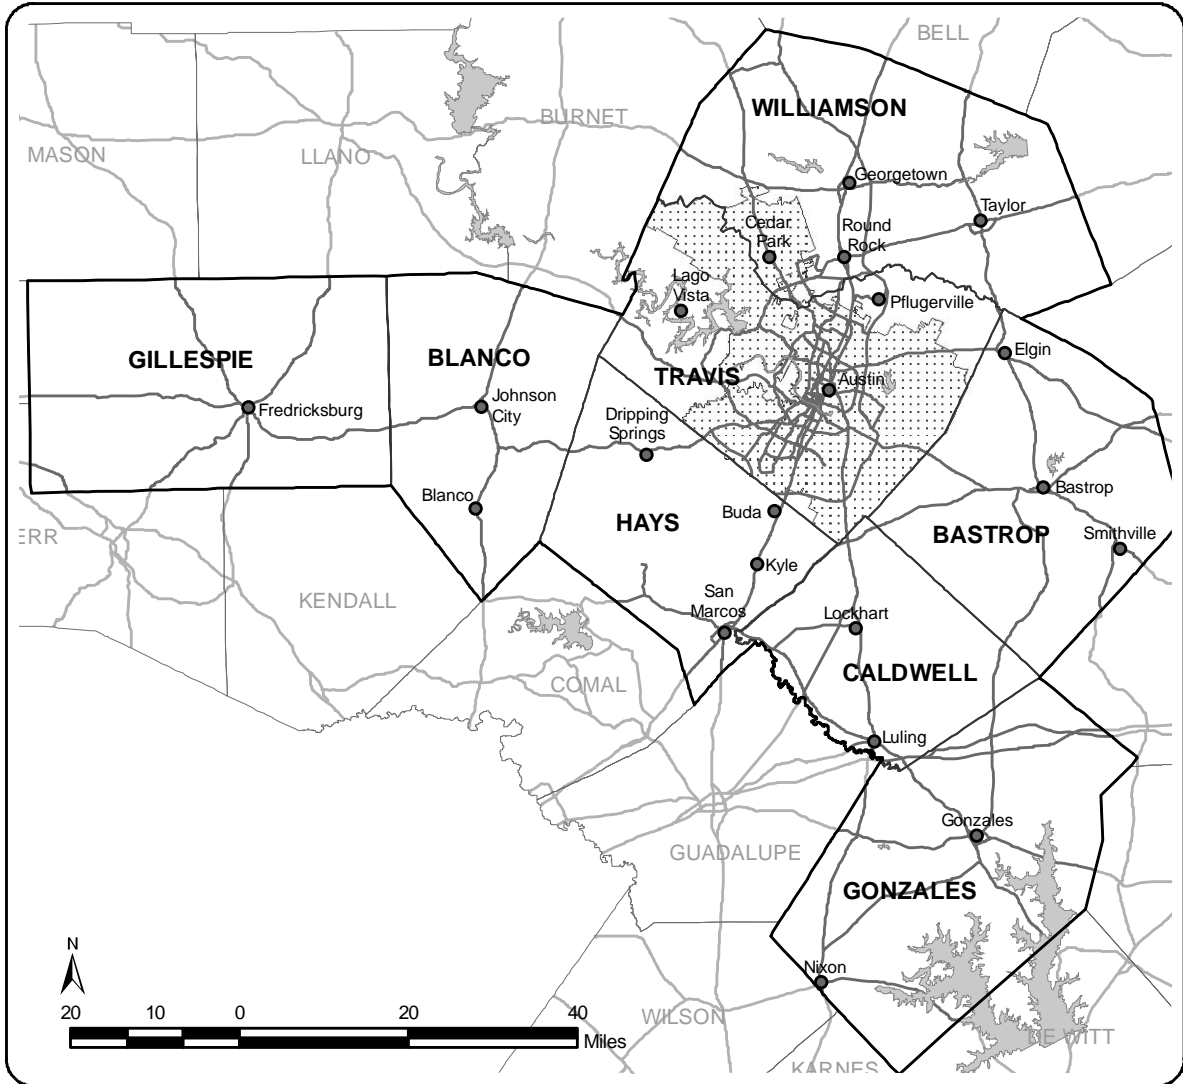 BELL
WILLIAMSON
BURNET
MASON
LLANO
Georgetown
Taylor
Cedar
Park
Round
Rock
Lago
Vista
Pflugerville
GILLESPIE
BLANCO
TRAVIS
Elgin
Austin
Fredricksburg
Johnson
City
Dripping
Springs
Blanco
Bastrop
Buda
HAYS
BASTROP
Smithville
ERR
Kyle
KENDALL
San
Marcos
Lockhart
CALDWELL
COMAL
Luling
Gonzales
GUADALUPE
GONZALES
N
Nixon
20 10 0 20 40
Miles
WILSON
DE WITT
KARNES